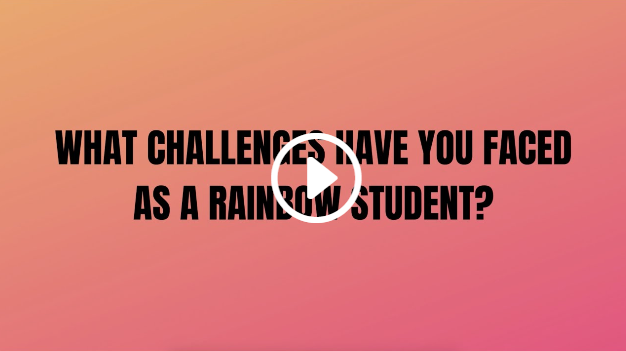 WHAT CHALLENGES HAVE YOU FACED
AS A RAINBOW STUDENT?